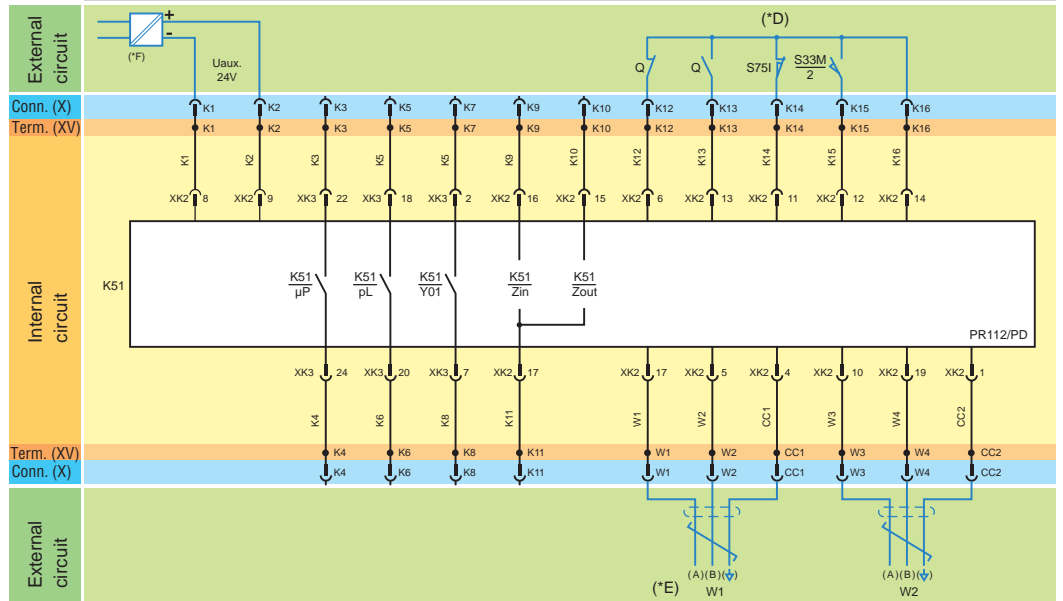 External circuit
+
-
(*F)
Uaux.
24V
(*D)
Q
Q
S75I
S33M
2
Conn. (X)
K1 K2 K3 K5 K7 K9 K10 K12 K13 K14 K15 K16
Term. (XV)
K1 K2 K3 K5 K7 K9 K10 K12 K13 K14 K15 K16
K1 K2 K3 K5 K5 K9 K10 K12 K13 K14 K15 K16
XK2 8 XK2 9 XK3 22 XK3 18 XK3 2 XK2 16 XK2 15 XK2 6 XK2 13 XK2 11 XK2 12 XK2 14
Internal circuit
K51
K51 K51 K51 K51 K51
µP pL Y01 Zin Zout
PR112/PD
XK3 24 XK3 20 XK3 7 XK2 17 XK2 17 XK2 5 XK2 4 XK2 10 XK2 19 XK2 1
K4 K6 K8 K11 W1 W2 CC1 W3 W4 CC2
Term. (XV)
K4 K6 K8 K11 W1 W2 CC1 W3 W4 CC2
Conn. (X)
K4 K6 K8 K11 W1 W2 CC1 W3 W4 CC2
External circuit
(A) (B) ( ) (A) (B) ( )
(*E) W1 W2